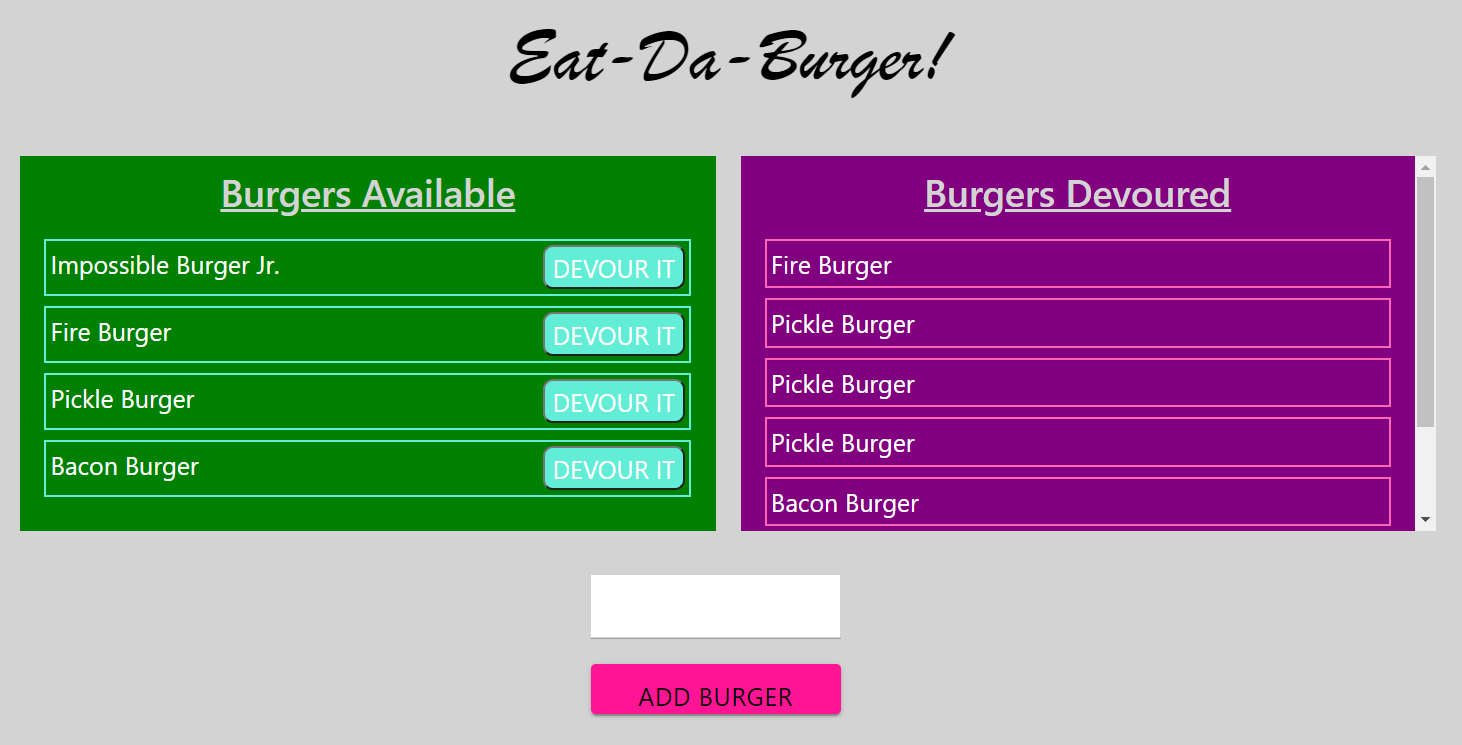 Eat-Da-Burger!
Burgers Available
Impossible Burger Jr. DEVOUR IT
Fire Burger DEVOUR IT
Pickle Burger DEVOUR IT
Bacon Burger DEVOUR IT
Burgers Devoured
Fire Burger
Pickle Burger
Pickle Burger
Pickle Burger
Bacon Burger
ADD BURGER